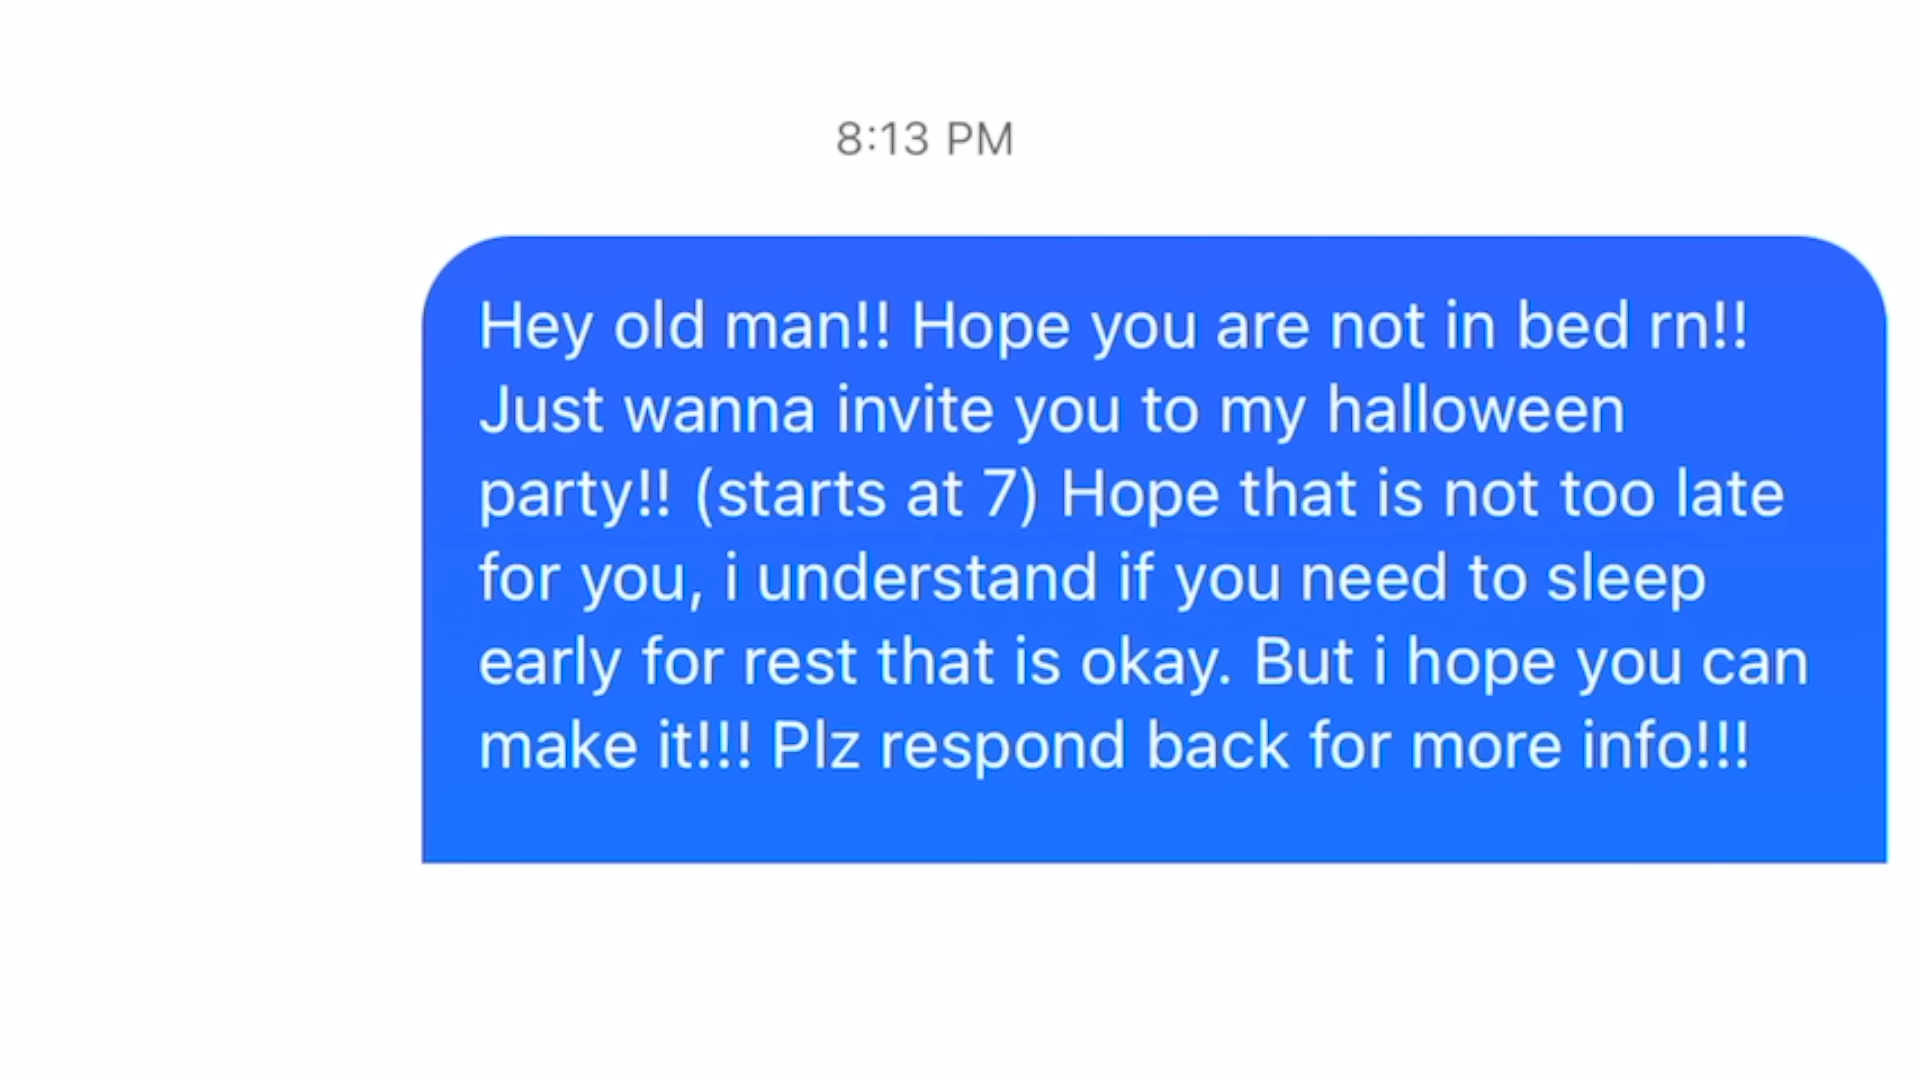 8:13 PM
Hey old man!! Hope you are not in bed rn!!
Just wanna invite you to my halloween
party!! (starts at 7) Hope that is not too late
for you, i understand if you need to sleep
early for rest that is okay. But i hope you can
make it!!! Plz respond back for more info!!!